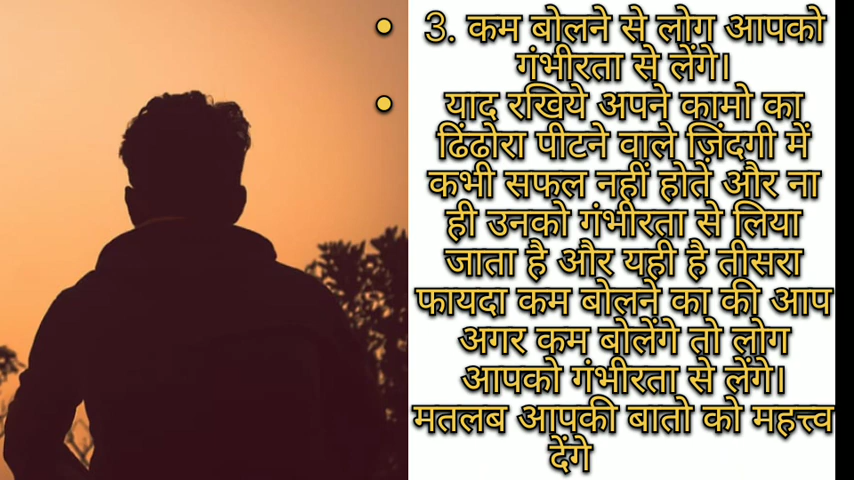 3. कम बोलने से लोग आपको
गंभीरता से लेंगे।
याद रखिये अपने कामो का
ढिंढोरा पीटने वाले ज़िंदगी में
कभी सफल नहीं होते और ना
ही उनको गंभीरता से लिया
जाता है और यही है तीसरा
फायदा कम बोलने का की आप
अगर कम बोलेंगे तो लोग
आपको गंभीरता से लेंगे।
मतलब आपकी बातो को महत्त्व
देंगे